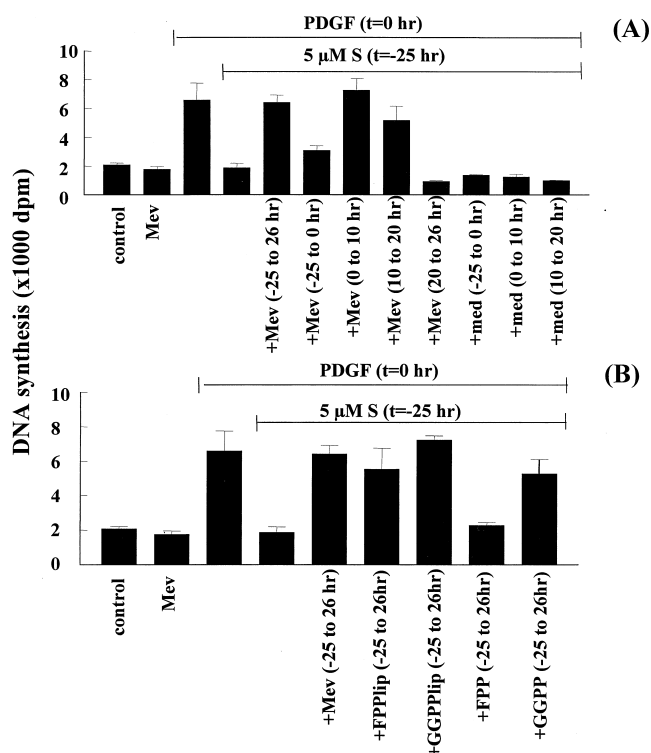 PDGF (t=0 hr)
(A)
5 μM S (t=-25 hr)
10
8
6
4
2
0
control
Mev
+Mev (-25 to 26 hr)
+Mev (-25 to 0 hr)
+Mev (0 to 10 hr)
+Mev (10 to 20 hr)
+Mev (20 to 26 hr)
+med (-25 to 0 hr)
+med (0 to 10 hr)
+med (10 to 20 hr)
DNA synthesis (x1000 dpm)
PDGF (t=0 hr)
(B)
5 μM S (t=-25 hr)
10
8
6
4
2
0
control
Mev
+Mev (-25 to 26 hr)
+FPPlip (-25 to 26hr)
+GGPPlip (-25 to 26hr)
+FPP (-25 to 26hr)
+GGPP (-25 to 26hr)